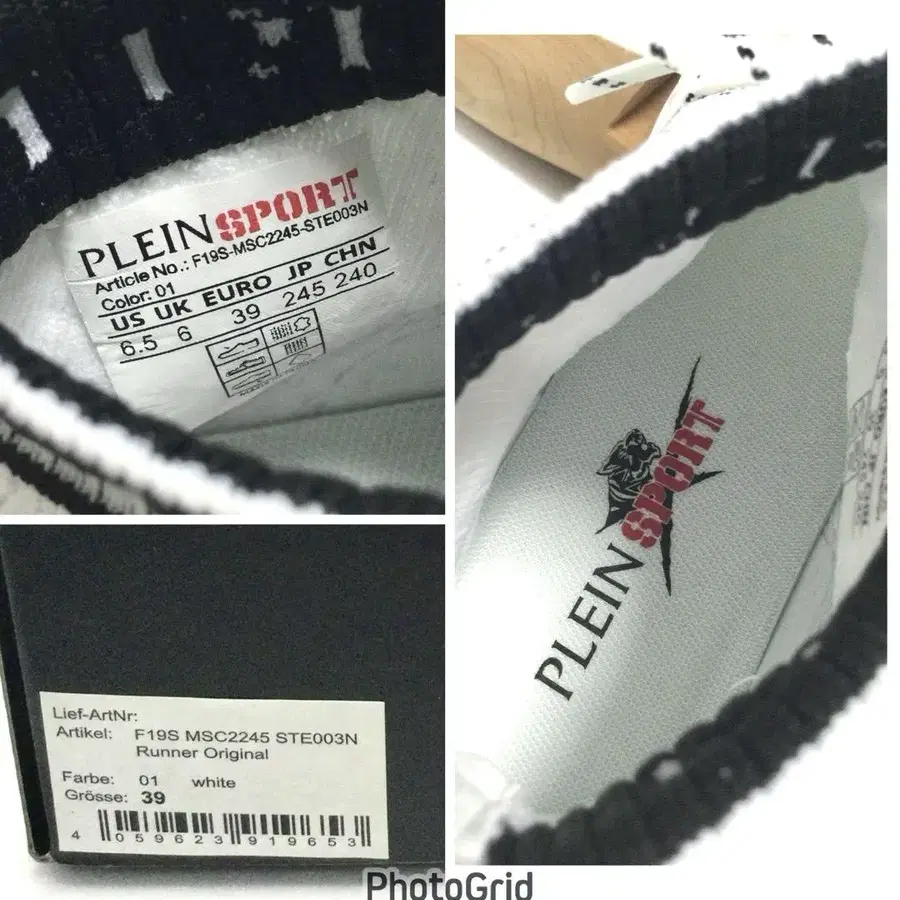 PLEIN SPORT
Article No.: F19S-MSC2245-STE003N
Color: 01
US UK EURO JP CHN
6.5 6 39 245 240
PLEIN SPORT
Lief-ArtNr:
Artikel: F19S MSC2245 STE003N
Runner Original
Farbe: 01 white
Grösse: 39
4 059623 919653
PhotoGrid